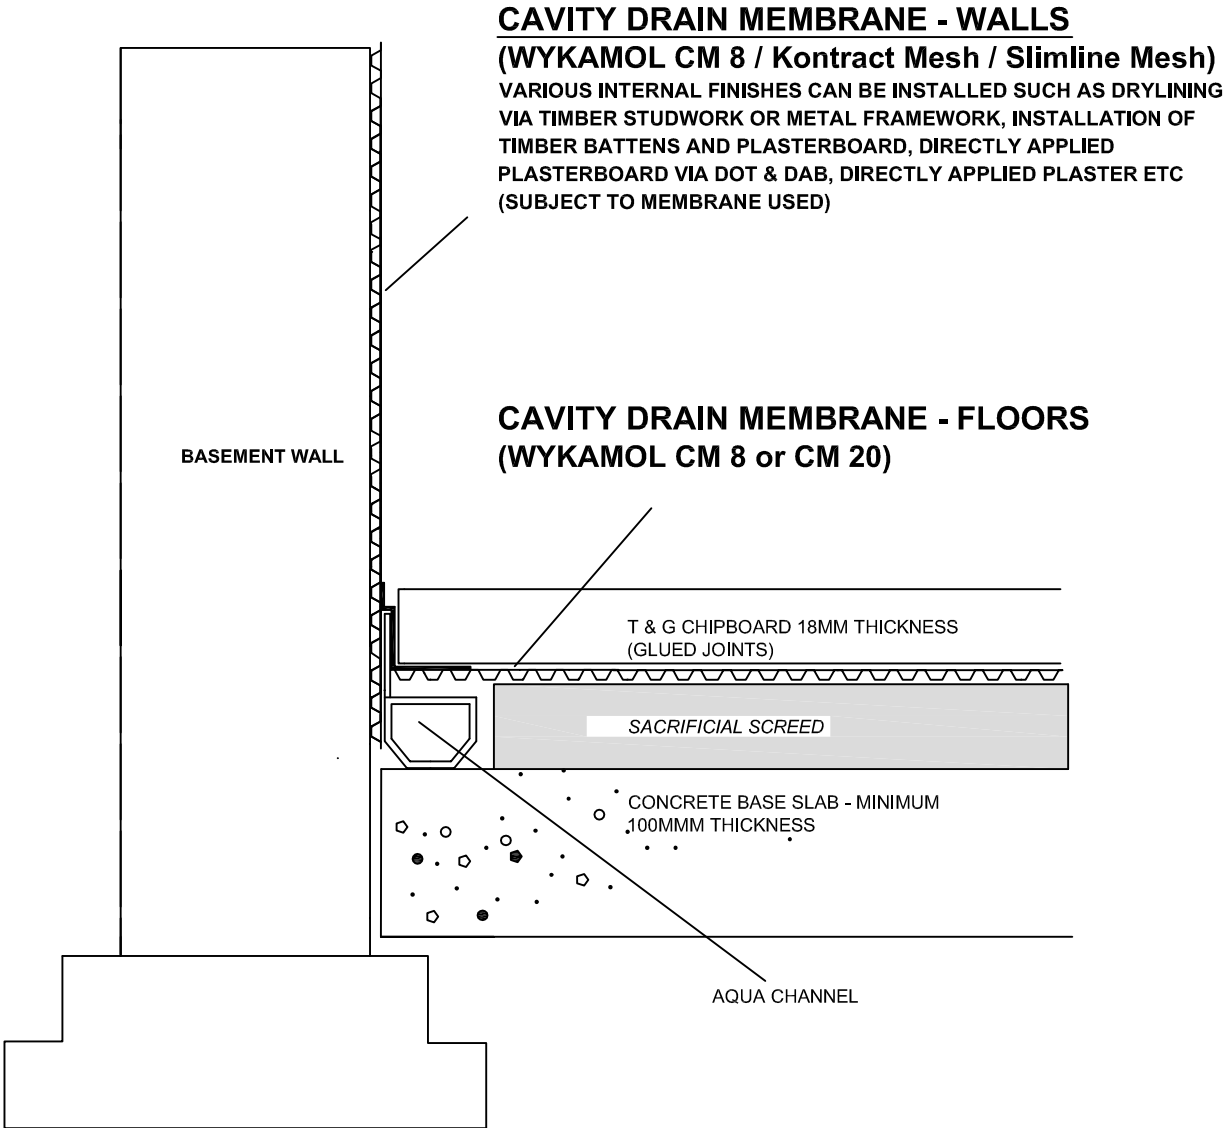 CAVITY DRAIN MEMBRANE - WALLS
(WYKAMOL CM 8 / Kontract Mesh / Slimline Mesh)
VARIOUS INTERNAL FINISHES CAN BE INSTALLED SUCH AS DRYLINING
VIA TIMBER STUDWORK OR METAL FRAMEWORK, INSTALLATION OF
TIMBER BATTENS AND PLASTERBOARD, DIRECTLY APPLIED
PLASTERBOARD VIA DOT & DAB, DIRECTLY APPLIED PLASTER ETC
(SUBJECT TO MEMBRANE USED)
CAVITY DRAIN MEMBRANE - FLOORS
(WYKAMOL CM 8 or CM 20)
BASEMENT WALL
T & G CHIPBOARD 18MM THICKNESS
(GLUED JOINTS)
SACRIFICIAL SCREED
CONCRETE BASE SLAB - MINIMUM
100MMM THICKNESS
AQUA CHANNEL